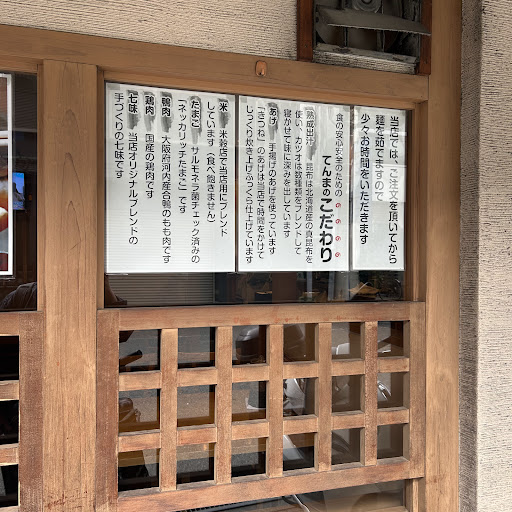 当店では、ご注文を頂いてから
麺を茹でますので
少々お時間をいただきます
食の安心安全のための
てんまのこだわり
熟成出汁 昆布は北海道産の真昆布を
使い、カツオは数種類をブレンドして
寝かせて味に深みを出しています
あげ 手揚げのあげを使っています
「きつね」のあげは当店で時間をかけて
じっくり炊き上げふっくら仕上げています
米 米穀店で当店用にブレンド
しています(食べ飽きません)
たまご サルモネラ菌チェック済みの
「ネッカリッチたまご」です
鴨肉 大阪府河内産合鴨のもも肉です
鶏肉 国産の鶏肉です
七味 当店オリジナルブレンドの
手づくりの七味です